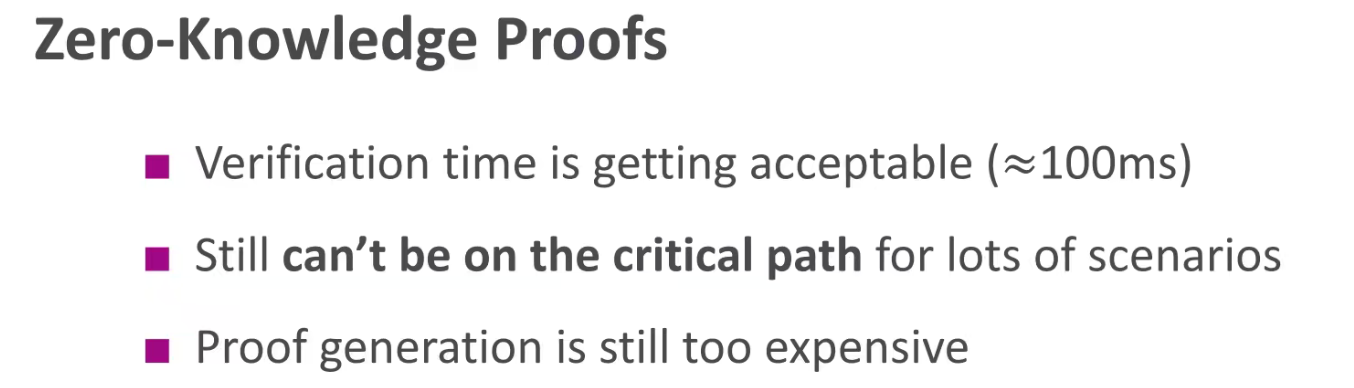 Zero-Knowledge Proofs
Verification time is getting acceptable (≈100ms)
Still can’t be on the critical path for lots of scenarios
Proof generation is still too expensive